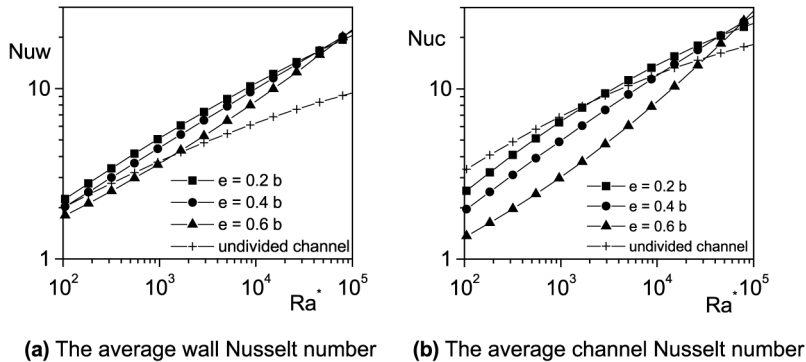 Nuw
10
1
10² 10³ 10⁴ 10⁵
Ra*
e = 0.2 b
e = 0.4 b
e = 0.6 b
undivided channel
(a) The average wall Nusselt number
Nuc
10
1
10² 10³ 10⁴ 10⁵
Ra*
e = 0.2 b
e = 0.4 b
e = 0.6 b
undivided channel
(b) The average channel Nusselt number